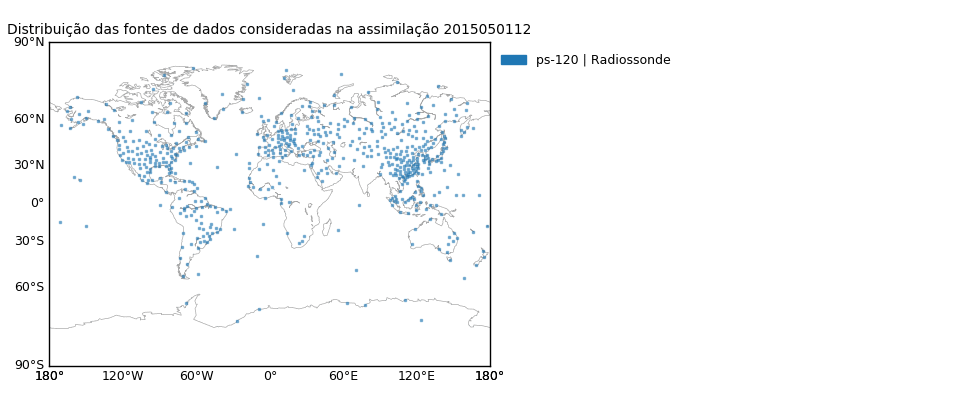 Distribuição das fontes de dados consideradas na assimilação 2015050112
90°N
ps-120 | Radiossonde
60°N
30°N
0°
30°S
60°S
90°S
180° 120°W 60°W 0° 60°E 120°E 180°